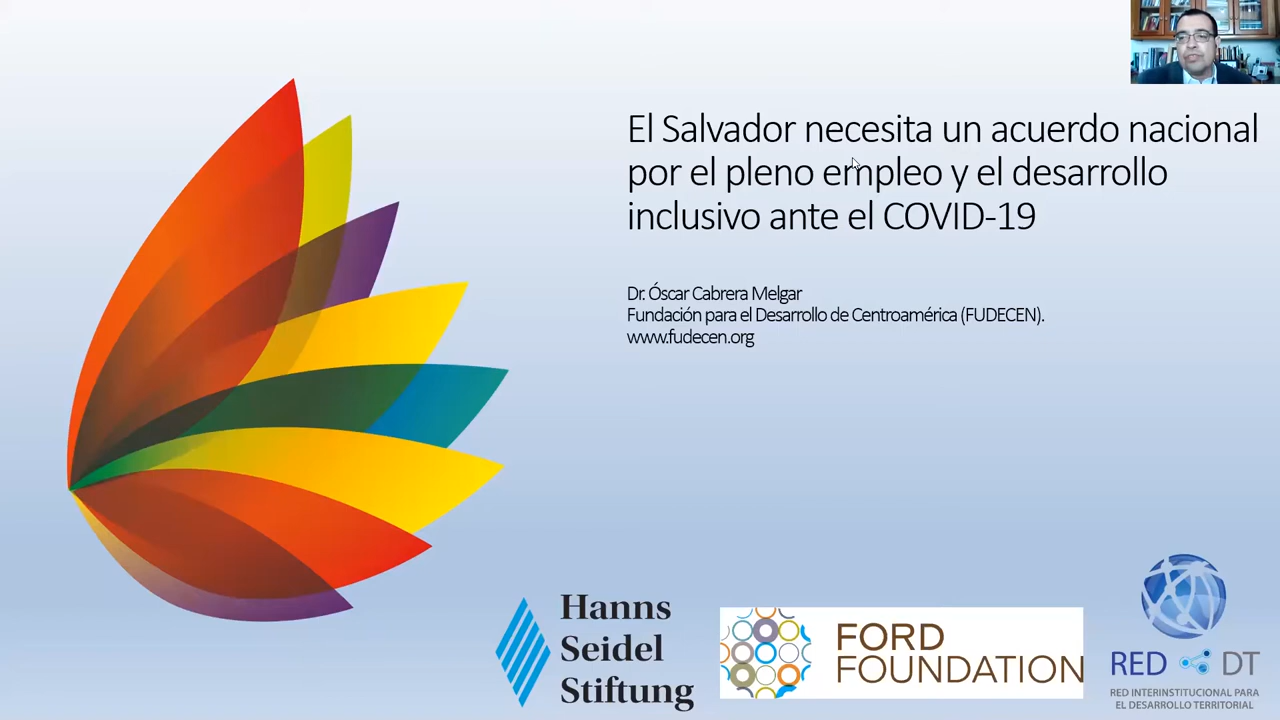 El Salvador necesita un acuerdo nacional
por el pleno empleo y el desarrollo
inclusivo ante el COVID-19
Dr. Óscar Cabrera Melgar
Fundación para el Desarrollo de Centroamérica (FUDECEN).
www.fudecen.org
Hanns
Seidel
Stiftung
FORD
FOUNDATION
RED DT
RED INTERINSTITUCIONAL PARA
EL DESARROLLO TERRITORIAL